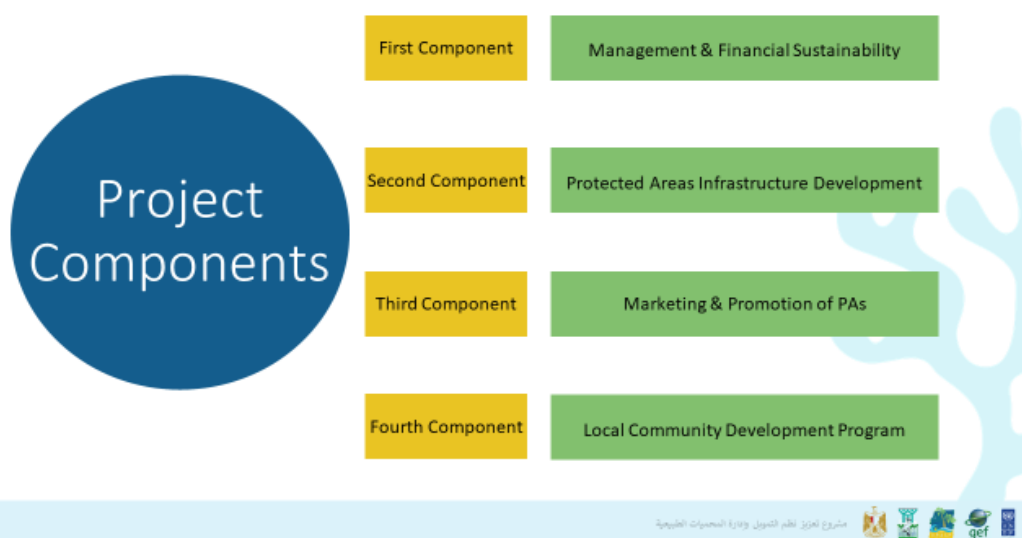 Project
Components
First Component
Management & Financial Sustainability
Second Component
Protected Areas Infrastructure Development
Third Component
Marketing & Promotion of PAs
Fourth Component
Local Community Development Program
مشروع تعزيز نظم التمويل وإدارة المحميات الطبيعية
gef